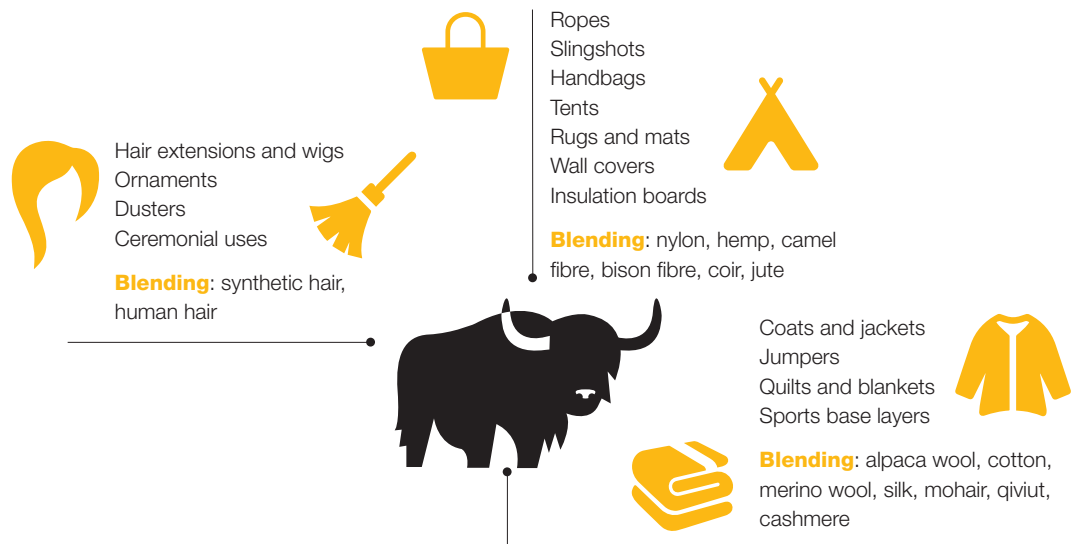 Ropes
Slingshots
Handbags
Tents
Rugs and mats
Wall covers
Insulation boards
Blending: nylon, hemp, camel
fibre, bison fibre, coir, jute
Hair extensions and wigs
Ornaments
Dusters
Ceremonial uses
Blending: synthetic hair,
human hair
Coats and jackets
Jumpers
Quilts and blankets
Sports base layers
Blending: alpaca wool, cotton,
merino wool, silk, mohair, qiviut,
cashmere